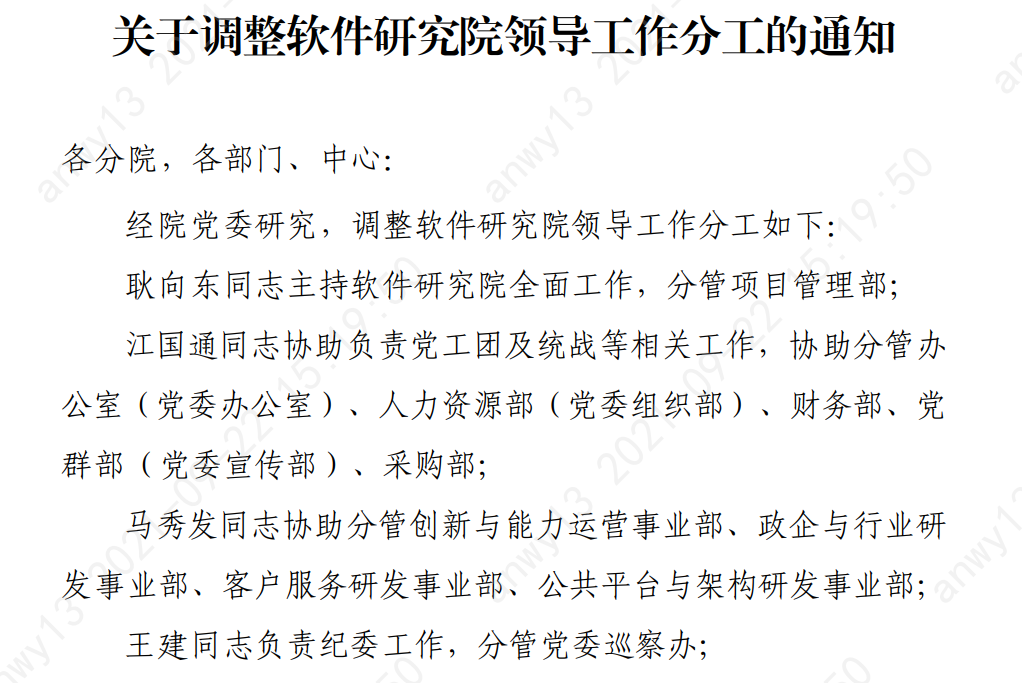 关于调整软件研究院领导工作分工的通知
各分院，各部门、中心：
经院党委研究，调整软件研究院领导工作分工如下：
耿向东同志主持软件研究院全面工作，分管项目管理部；
江国通同志协助负责党工团及统战等相关工作，协助分管办
公室（党委办公室）、人力资源部（党委组织部）、财务部、党
群部（党委宣传部）、采购部；
马秀发同志协助分管创新与能力运营事业部、政企与行业研
发事业部、客户服务研发事业部、公共平台与架构研发事业部；
王建同志负责纪委工作，分管党委巡察办；
anwy13 2021-09-22 15:19:50